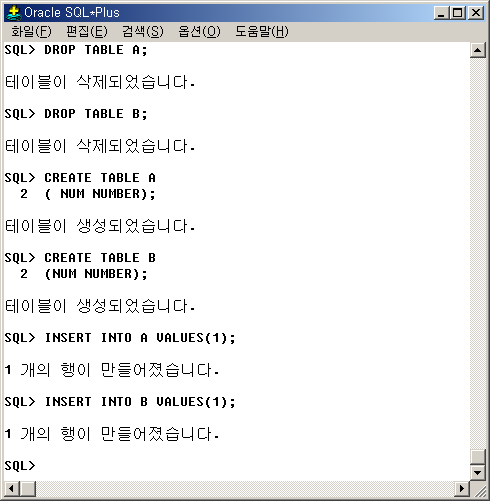 Oracle SQL*Plus
화일(F) 편집(E) 검색(S) 옵션(O) 도움말(H)
SQL> DROP TABLE A;
테이블이 삭제되었습니다.
SQL> DROP TABLE B;
테이블이 삭제되었습니다.
SQL> CREATE TABLE A
2 ( NUM NUMBER);
테이블이 생성되었습니다.
SQL> CREATE TABLE B
2 (NUM NUMBER);
테이블이 생성되었습니다.
SQL> INSERT INTO A VALUES(1);
1 개의 행이 만들어졌습니다.
SQL> INSERT INTO B VALUES(1);
1 개의 행이 만들어졌습니다.
SQL>